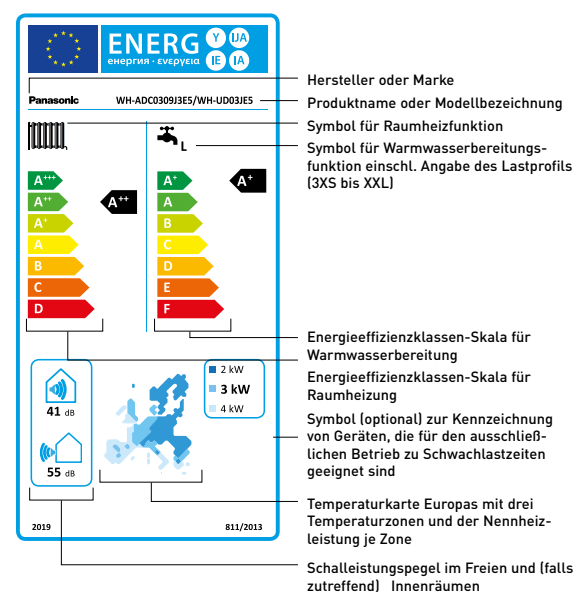 ENERG Y IJA
енергия · ενεργεια IE IA
Panasonic WH-ADC0309J3E5/WH-UD03JE5
L
A+++
A++
A+
A
B
C
D
A++
A+
A
B
C
D
E
F
A+
41 dB
55 dB
2 kW
3 kW
4 kW
2019 811/2013
Hersteller oder Marke
Produktname oder Modellbezeichnung
Symbol für Raumheizfunktion
Symbol für Warmwasserbereitungs-
funktion einschl. Angabe des Lastprofils
(3XS bis XXL)
Energieeffizienzklassen-Skala für
Warmwasserbereitung
Energieeffizienzklassen-Skala für
Raumheizung
Symbol (optional) zur Kennzeichnung
von Geräten, die für den ausschließ-
lichen Betrieb zu Schwachlastzeiten
geeignet sind
Temperaturkarte Europas mit drei
Temperaturzonen und der Nennheiz-
leistung je Zone
Schallleistungspegel im Freien und (falls
zutreffend) Innenräumen